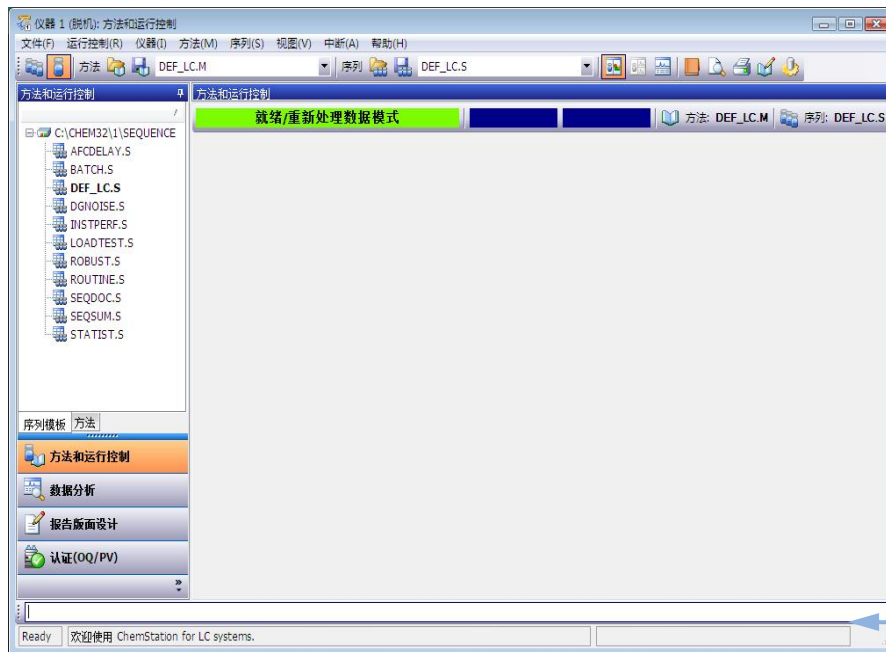 仪器 1 (脱机): 方法和运行控制
文件(F) 运行控制(R) 仪器(I) 方法(M) 序列(S) 视图(V) 中断(A) 帮助(H)
方法 DEF_LC.M 序列 DEF_LC.S
方法和运行控制 方法和运行控制
就绪/重新处理数据模式 方法: DEF_LC.M 序列: DEF_LC.S
C:\CHEM32\1\SEQUENCE
AFCDELAY.S
BATCH.S
DEF_LC.S
DGNOISE.S
INSTPERF.S
LOADTEST.S
ROBUST.S
ROUTINE.S
SEQDOC.S
SEQSUM.S
STATIST.S
序列模板 方法
方法和运行控制
数据分析
报告版面设计
认证(OQ/PV)
Ready 欢迎使用 ChemStation for LC systems.